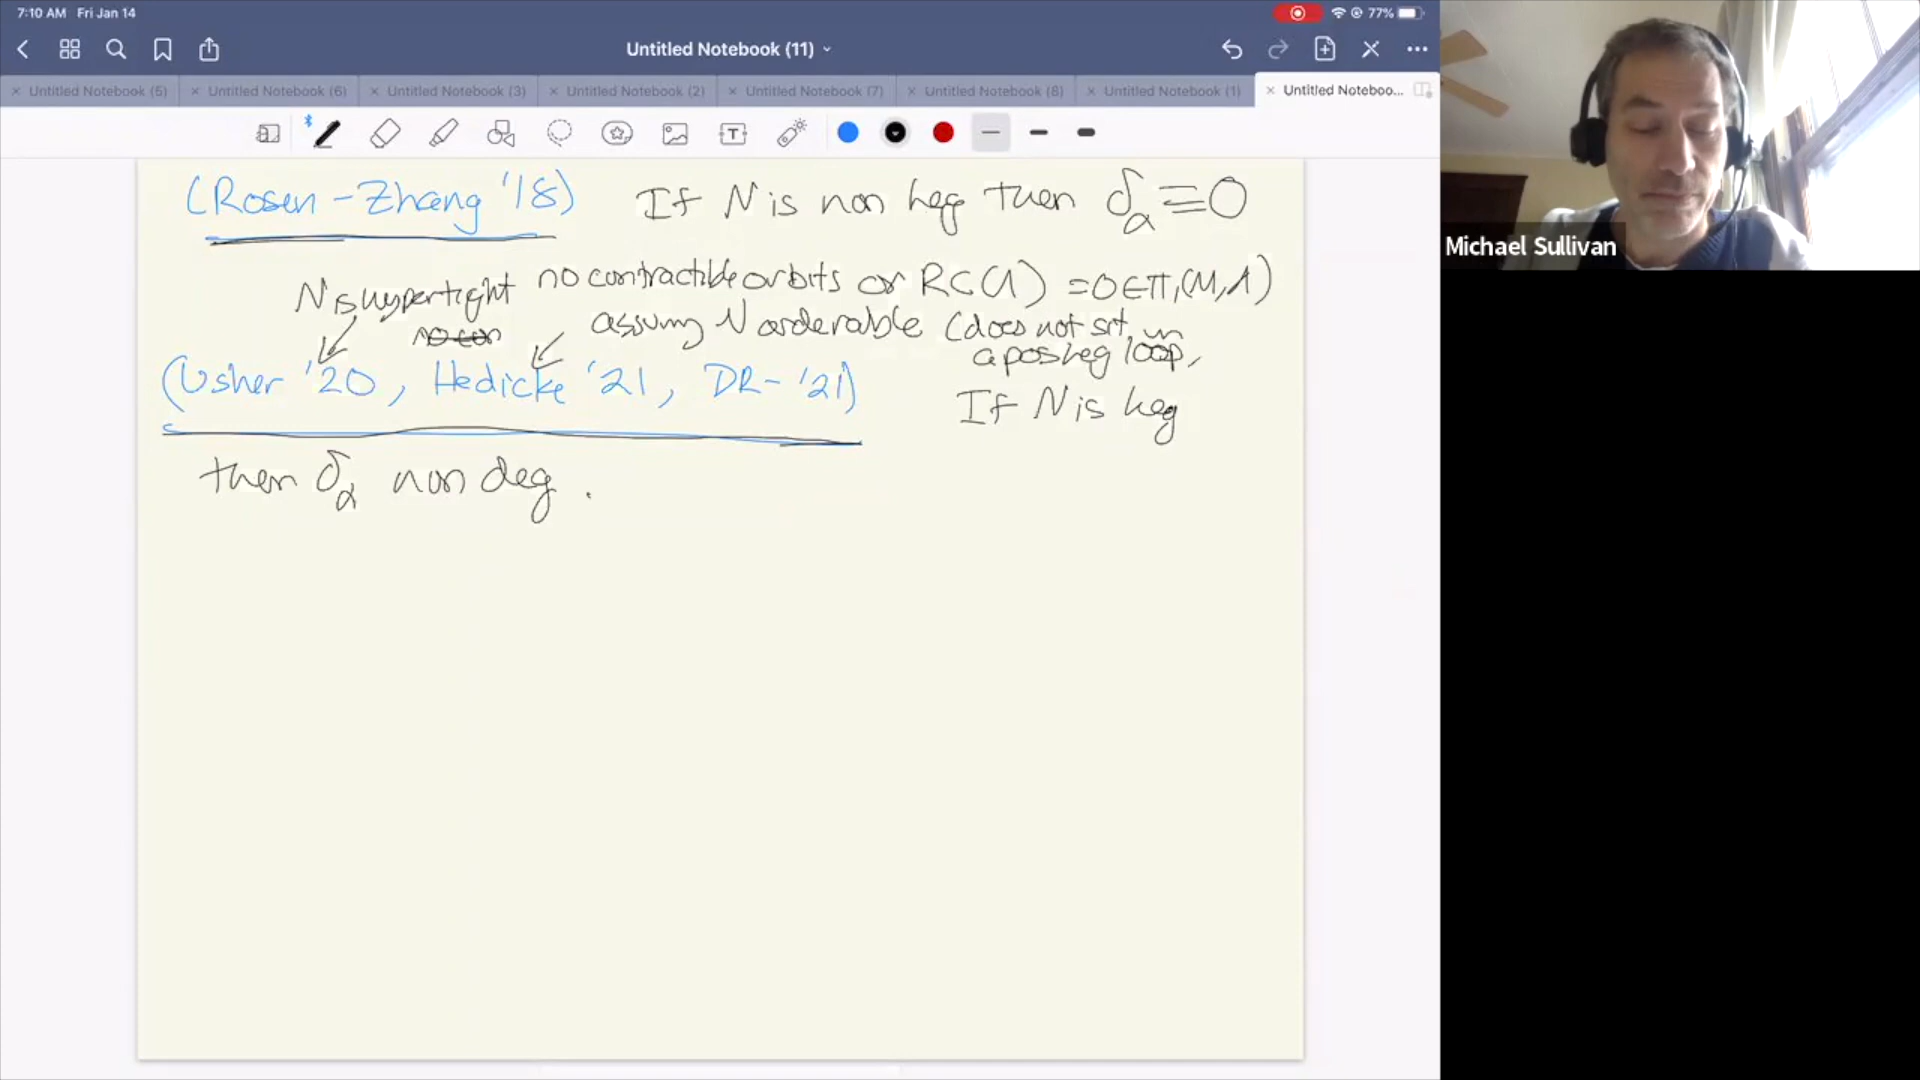 7:10 AM Fri Jan 14
77%
Untitled Notebook (11)
Untitled Notebook (5)
Untitled Notebook (6)
Untitled Notebook (3)
Untitled Notebook (2)
Untitled Notebook (7)
Untitled Notebook (8)
Untitled Notebook (1)
Untitled Noteboo...
(Rosen-Zhang '18) If N is non leg then δ_α ≡ 0
N is hypertight no contractible orbits or RC(Λ) = 0 ∈ π₁(M,Λ)
assuming N orderable (does not sit in
a pos leg loop,
(Usher '20, Hedicke '21, DR- '21)
If N is leg
then δ_α non deg.
Michael Sullivan